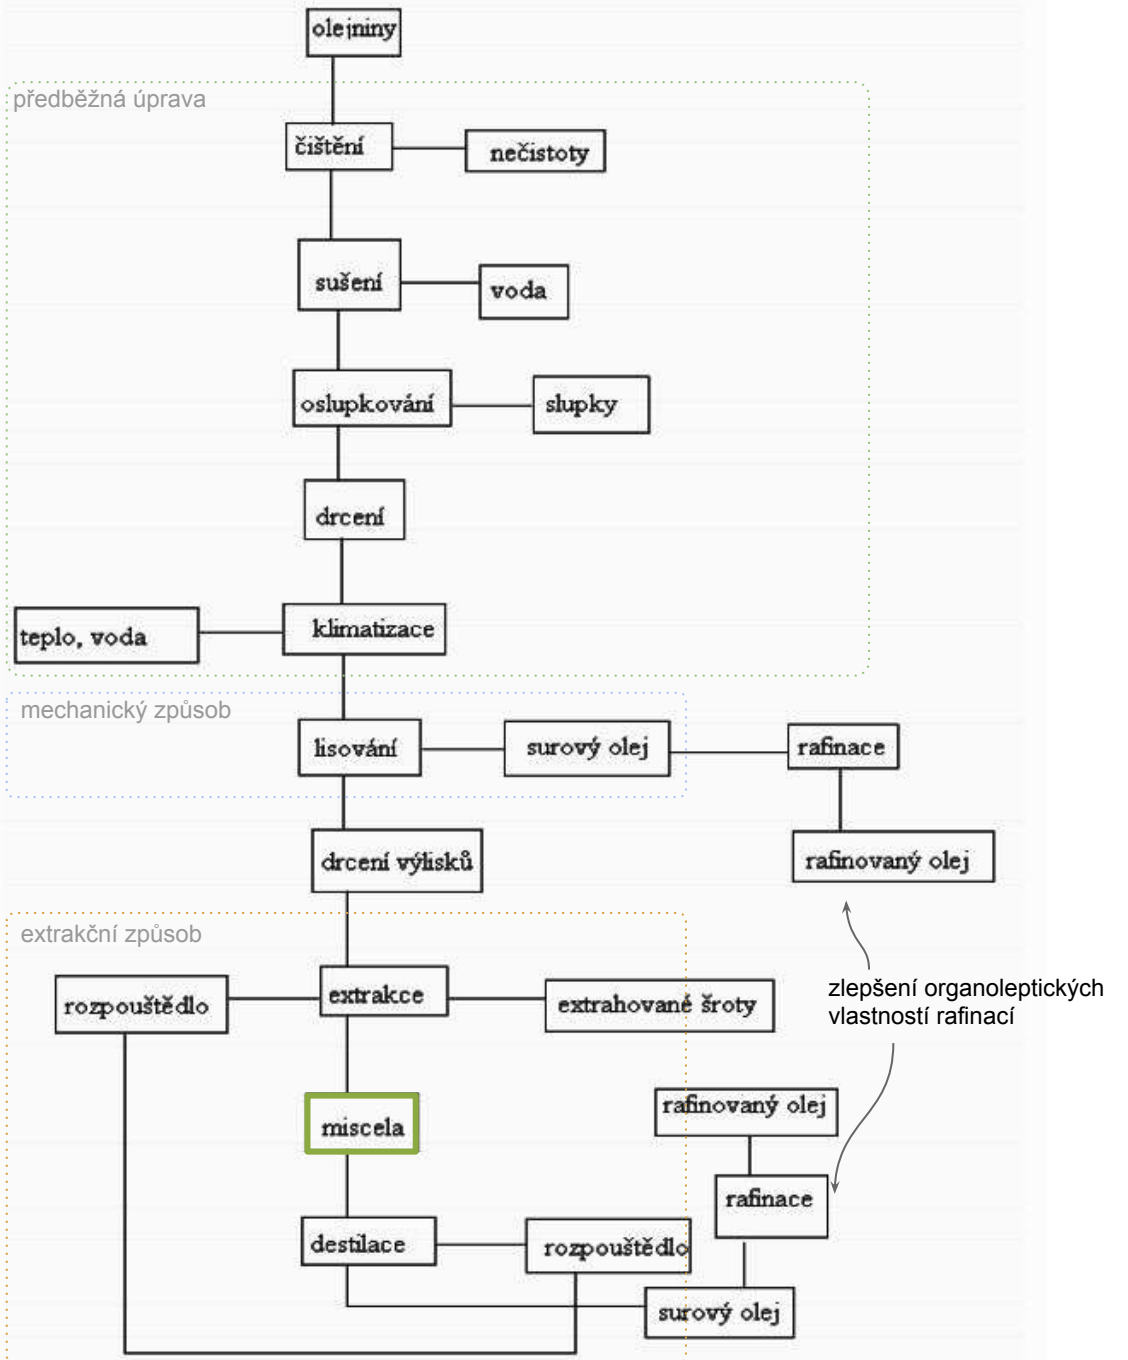 olejniny
předběžná úprava
čištění
nečistoty
sušení
voda
oslupkování
slupky
drcení
teplo, voda
klimatizace
mechanický způsob
lisování
surový olej
rafinace
drcení výlisků
rafinovaný olej
extrakční způsob
rozpouštědlo
extrakce
extrahované šroty
zlepšení organoleptických
vlastností rafinací
miscela
rafinovaný olej
rafinace
destilace
rozpouštědlo
surový olej